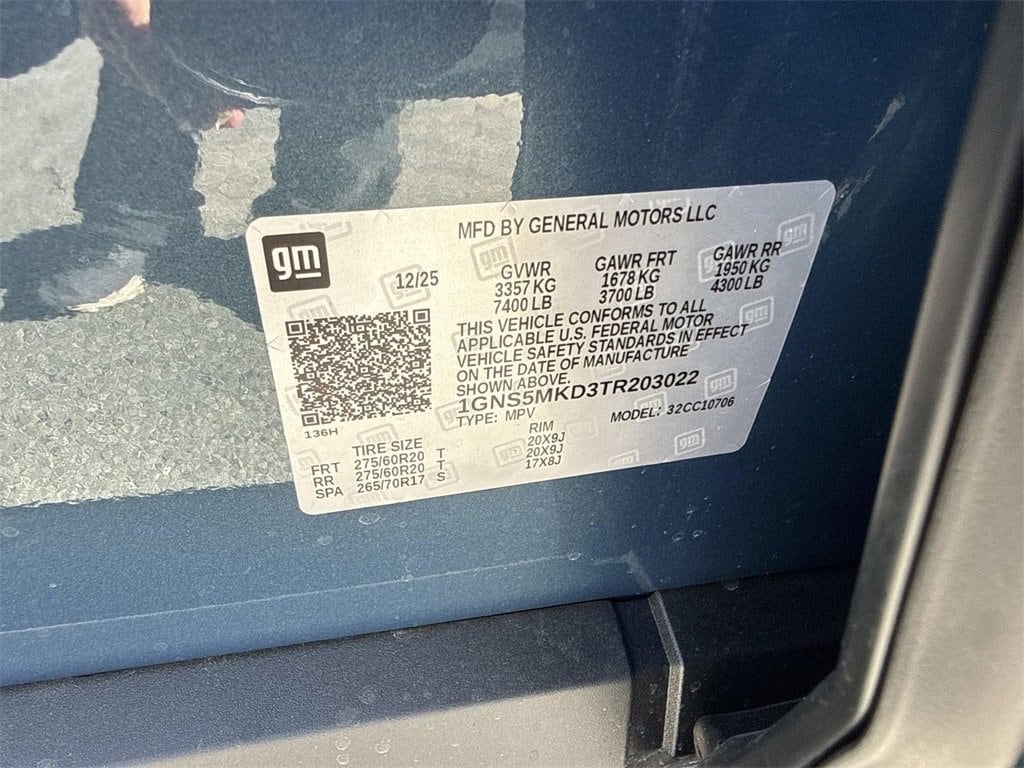 MFD BY GENERAL MOTORS LLC
gm
12/25
GVWR
3357 KG
7400 LB
GAWR FRT
1678 KG
3700 LB
GAWR RR
1950 KG
4300 LB
THIS VEHICLE CONFORMS TO ALL
APPLICABLE U.S. FEDERAL MOTOR
VEHICLE SAFETY STANDARDS IN EFFECT
ON THE DATE OF MANUFACTURE
SHOWN ABOVE.
1GNS5MKD3TR203022
TYPE: MPV MODEL: 32CC10706
136H
TIRE SIZE RIM
FRT 275/60R20 T 20X9J
RR 275/60R20 T 20X9J
SPA 265/70R17 S 17X8J